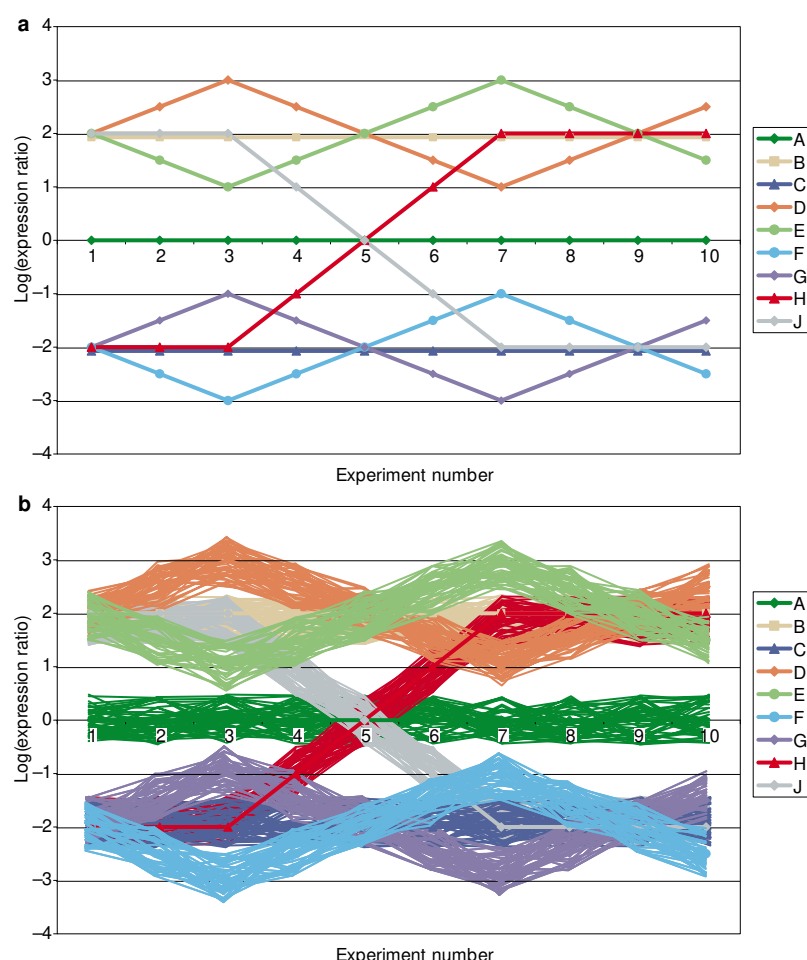 a
4
3
2
1
0
–1
–2
–3
–4
Log(expression ratio)
1 2 3 4 5 6 7 8 9 10
Experiment number
A
B
C
D
E
F
G
H
J
b
4
3
2
1
0
–1
–2
–3
–4
Log(expression ratio)
1 2 3 4 5 6 7 8 9 10
Experiment number
A
B
C
D
E
F
G
H
J